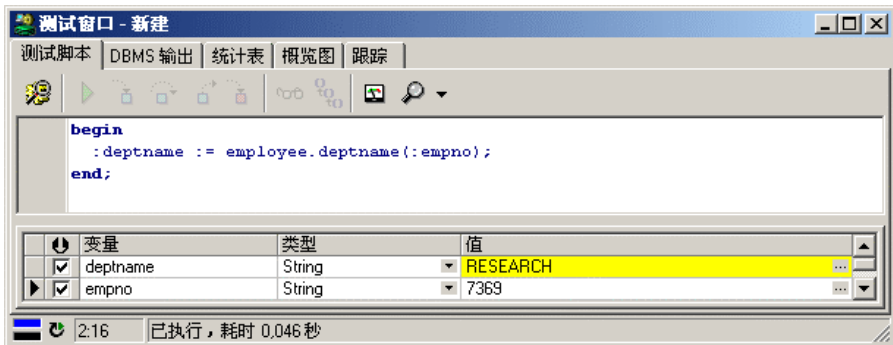 测试窗口 - 新建
测试脚本 DBMS 输出 统计表 概览图 跟踪
begin
:deptname := employee.deptname(:empno);
end;
变量 类型 值
deptname String RESEARCH
empno String 7369
2:16 已执行，耗时 0.046 秒